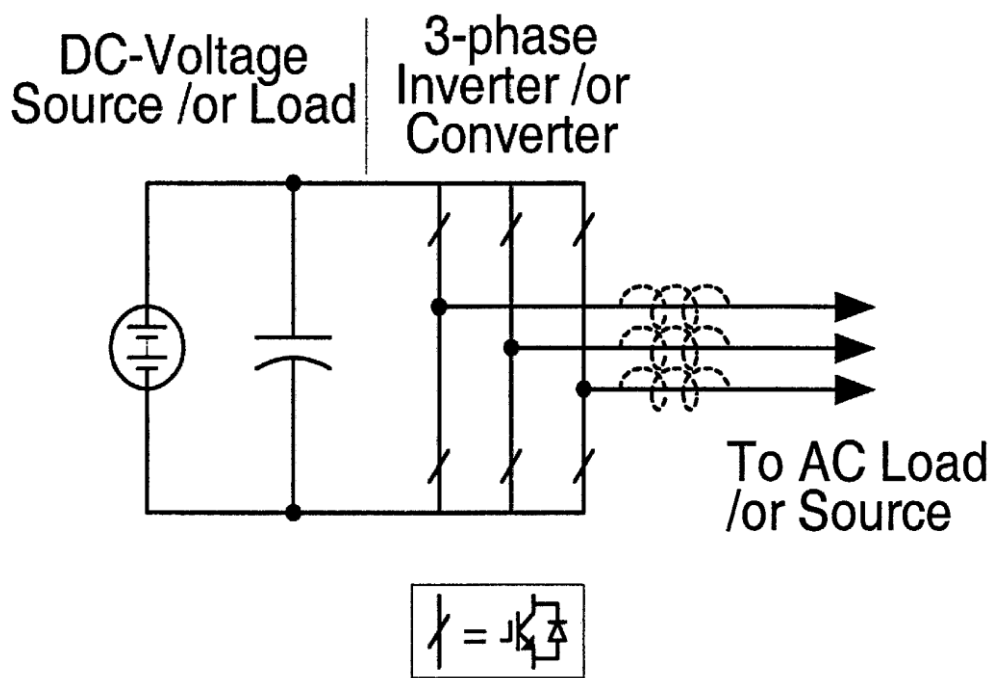 DC-Voltage
Source /or Load
3-phase
Inverter /or
Converter
To AC Load
/or Source
=